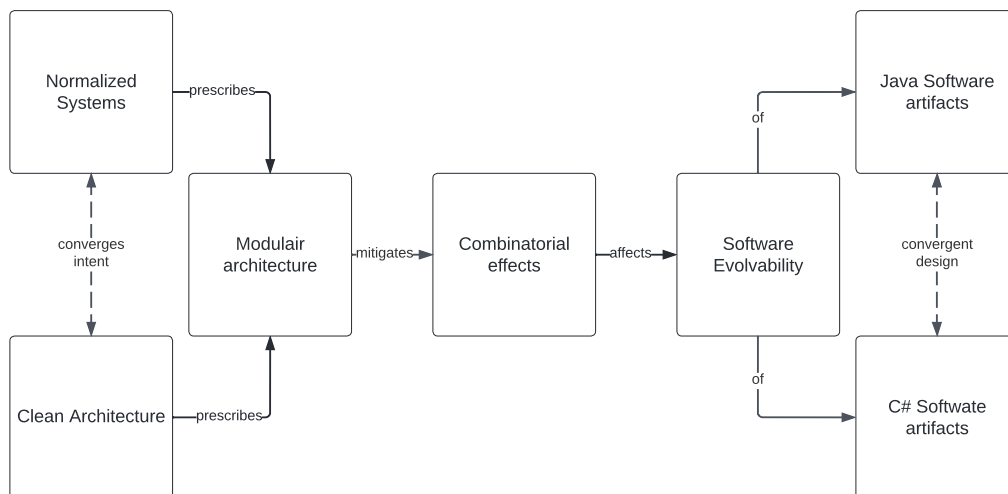 Normalized
Systems
prescribes
Java Software
artifacts
of
converges
intent
Modulair
architecture
mitigates
Combinatorial
effects
affects
Software
Evolvability
convergent
design
of
Clean Architecture
prescribes
C# Softwate
artifacts